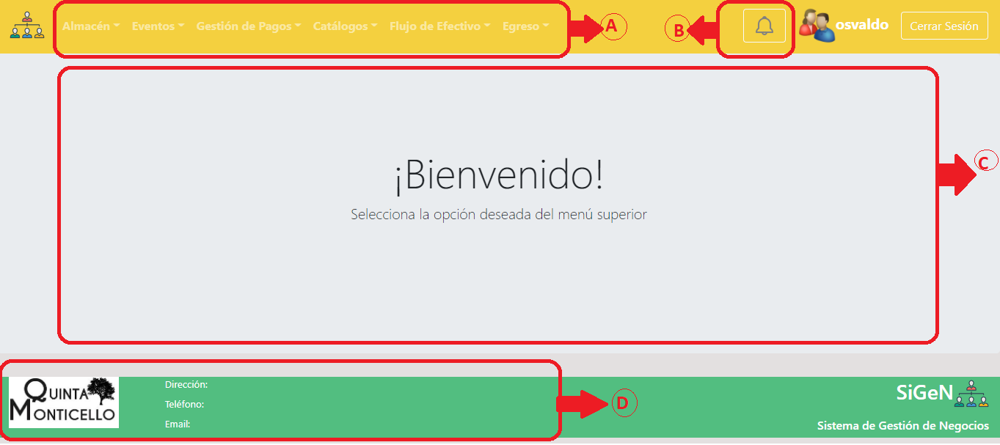 Almacén Eventos Gestión de Pagos Catálogos Flujo de Efectivo Egreso A B osvaldo Cerrar Sesión
¡Bienvenido!
Selecciona la opción deseada del menú superior
C
QUINTA
MONTICELLO
Dirección:
Teléfono:
Email:
D
SiGeN
Sistema de Gestión de Negocios